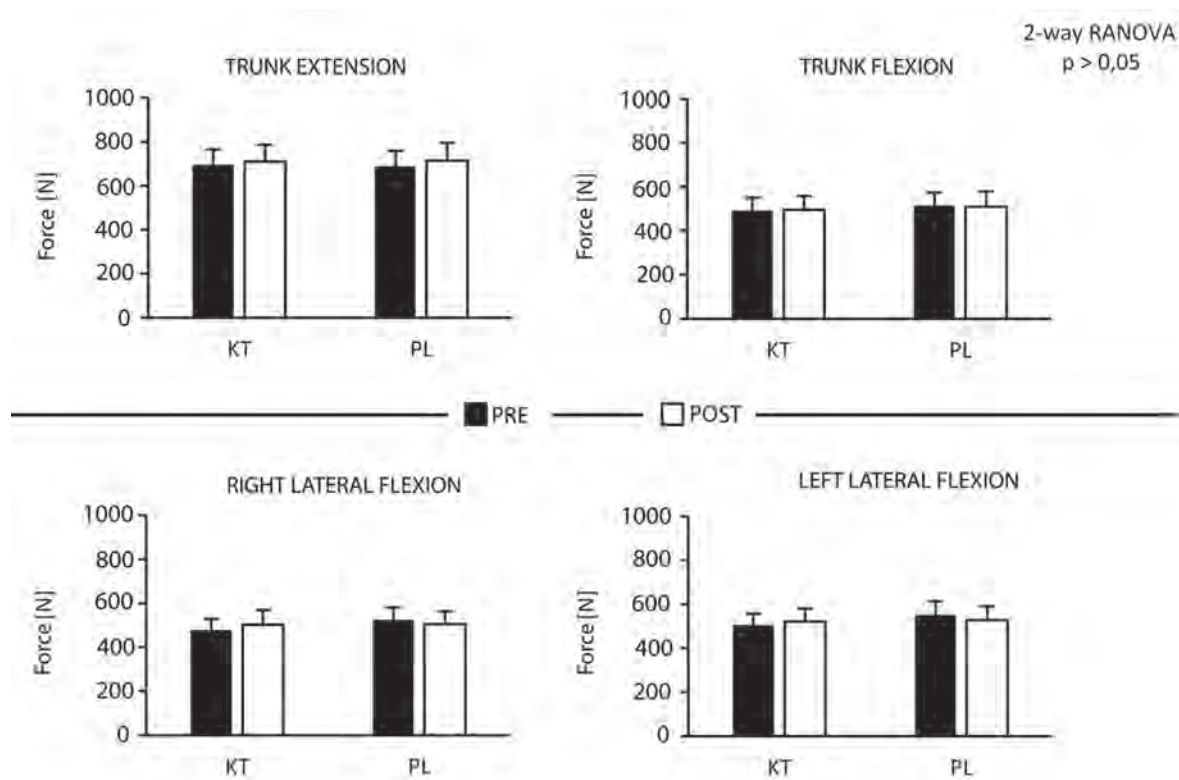 2-way RANOVA
p > 0,05
TRUNK EXTENSION
1000
800
600
400
200
0
Force [N]
KT PL
TRUNK FLEXION
1000
800
600
400
200
0
Force [N]
KT PL
PRE POST
RIGHT LATERAL FLEXION
1000
800
600
400
200
0
Force [N]
KT PL
LEFT LATERAL FLEXION
1000
800
600
400
200
0
Force [N]
KT PL